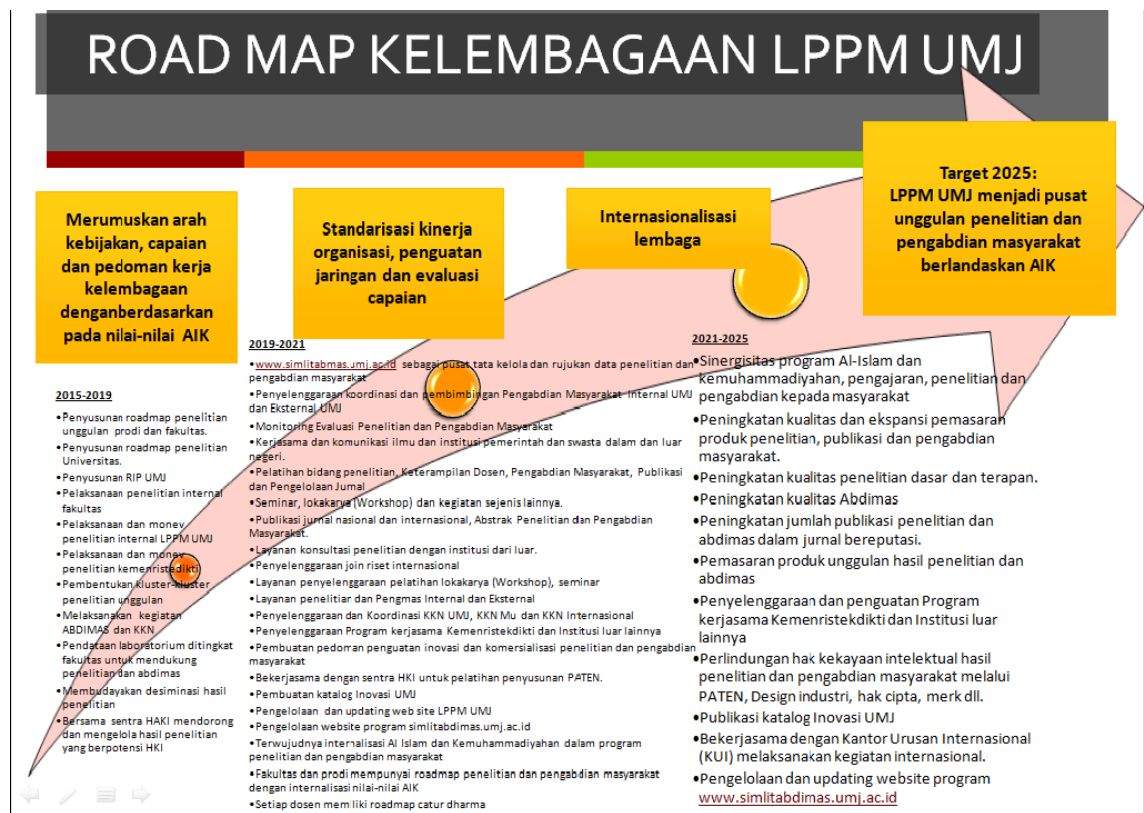 ROAD MAP KELEMBAGAAN LPPM UMJ
Merumuskan arah
kebijakan, capaian
dan pedoman kerja
kelembagaan
denganberdasarkan
pada nilai-nilai AIK
Standarisasi kinerja
organisasi, penguatan
jaringan dan evaluasi
capaian
Internasionalisasi
lembaga
Target 2025:
LPPM UMJ menjadi pusat
unggulan penelitian dan
pengabdian masyarakat
berlandaskan AIK
2015-2019
•Penyusunan roadmap penelitian
unggulan prodi dan fakultas.
•Penyusunan roadmap penelitian
Universitas.
•Penyusunan RIP UMJ
•Pelaksanaan penelitian internal
fakultas
•Pelaksanaan dan monev
penelitian internal LPPM UMJ
•Pelaksanaan dan monev
penelitian kemenristedikti
•Pembentukan kluster-kluster
penelitian unggulan
•Melaksanakan kegiatan
ABDIMAS dan KKN
•Pendataan laboratorium ditingkat
fakultas untuk mendukung
penelitian dan abdimas
•Membudayakan desiminasi hasil
penelitian
•Bersama sentra HAKI mendorong
dan mengelola hasil penelitian
yang berpotensi HKI
2019-2021
•www.simlitabmas.umj.ac.id sebagai pusat tata kelola dan rujukan data penelitian dan
pengabdian masyarakat
•Penyelenggaraan koordinasi dan pembimbingan Pengabdian Masyarakat Internal UMJ
dan Eksternal UMJ
•Monitoring Evaluasi Penelitian dan Pengabdian Masyarakat
•Kerjasama dan komunikasi ilmu dan institusi pemerintah dan swasta dalam dan luar
negeri.
•Pelatihan bidang penelitian, Keterampilan Dosen, Pengabdian Masyarakat, Publikasi
dan Pengelolaan Jurnal
•Seminar, lokakarya (Workshop) dan kegiatan sejenis lainnya.
•Publikasi jurnal nasional dan internasional, Abstrak Penelitian dan Pengabdian
Masyarakat.
•Layanan konsultasi penelitian dengan institusi dari luar.
•Penyelenggaraan join riset internasional
•Layanan penyelenggaraan pelatihan lokakarya (Workshop), seminar
•Layanan penelitian dan Pengmas Internal dan Eksternal
•Penyelenggaraan dan Koordinasi KKN UMJ, KKN Mu dan KKN Internasional
•Penyelenggaraan Program kerjasama Kemenristekdikti dan Institusi luar lainnya
•Pembuatan pedoman penguatan inovasi dan komersialisasi penelitian dan pengabdian
masyarakat
•Bekerjasama dengan sentra HKI untuk pelatihan penyusunan PATEN.
•Pembuatan katalog Inovasi UMJ
•Pengelolaan dan updating web site LPPM UMJ
•Pengelolaan website program simlitabdimas.umj.ac.id
•Terwujudnya internalisasi Al Islam dan Kemuhammadiyahan dalam program
penelitian dan pengabdian masyarakat
•Fakultas dan prodi mempunyai roadmap penelitian dan pengabdian masyarakat
dengan internalisasi nilai-nilai AIK
•Setiap dosen memiliki roadmap catur dharma
2021-2025
•Sinergisitas program Al-Islam dan
kemuhammadiyahan, pengajaran, penelitian dan
pengabdian kepada masyarakat
•Peningkatan kualitas dan ekspansi pemasaran
produk penelitian, publikasi dan pengabdian
masyarakat.
•Peningkatan kualitas penelitian dasar dan terapan.
•Peningkatan kualitas Abdimas
•Peningkatan jumlah publikasi penelitian dan
abdimas dalam jurnal bereputasi.
•Pemasaran produk unggulan hasil penelitian dan
abdimas
•Penyelenggaraan dan penguatan Program
kerjasama Kemenristekdikti dan Institusi luar
lainnya
•Perlindungan hak kekayaan intelektual hasil
penelitian dan pengabdian masyarakat melalui
PATEN, Design industri, hak cipta, merk dll.
•Publikasi katalog Inovasi UMJ
•Bekerjasama dengan Kantor Urusan Internasional
(KUI) melaksanakan kegiatan internasional.
•Pengelolaan dan updating website program
www.simlitabdimas.umj.ac.id